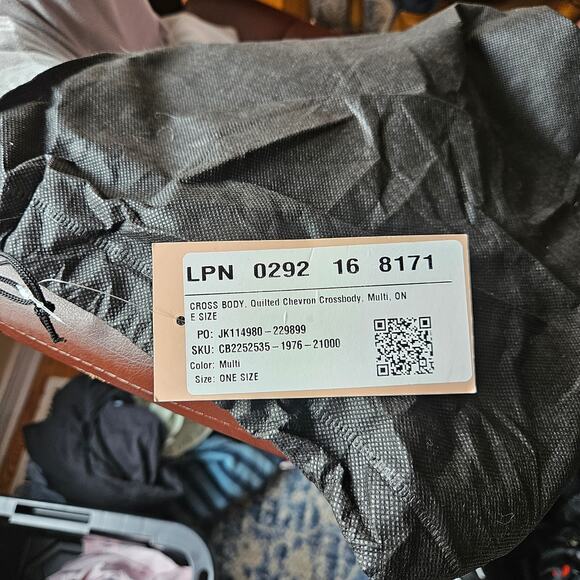 LPN 0292 16 8171
CROSS BODY, Quilted Chevron Crossbody, Multi, ON
E SIZE
PO: JK114980-229899
SKU: CB2252535-1976-21000
Color: Multi
Size: ONE SIZE